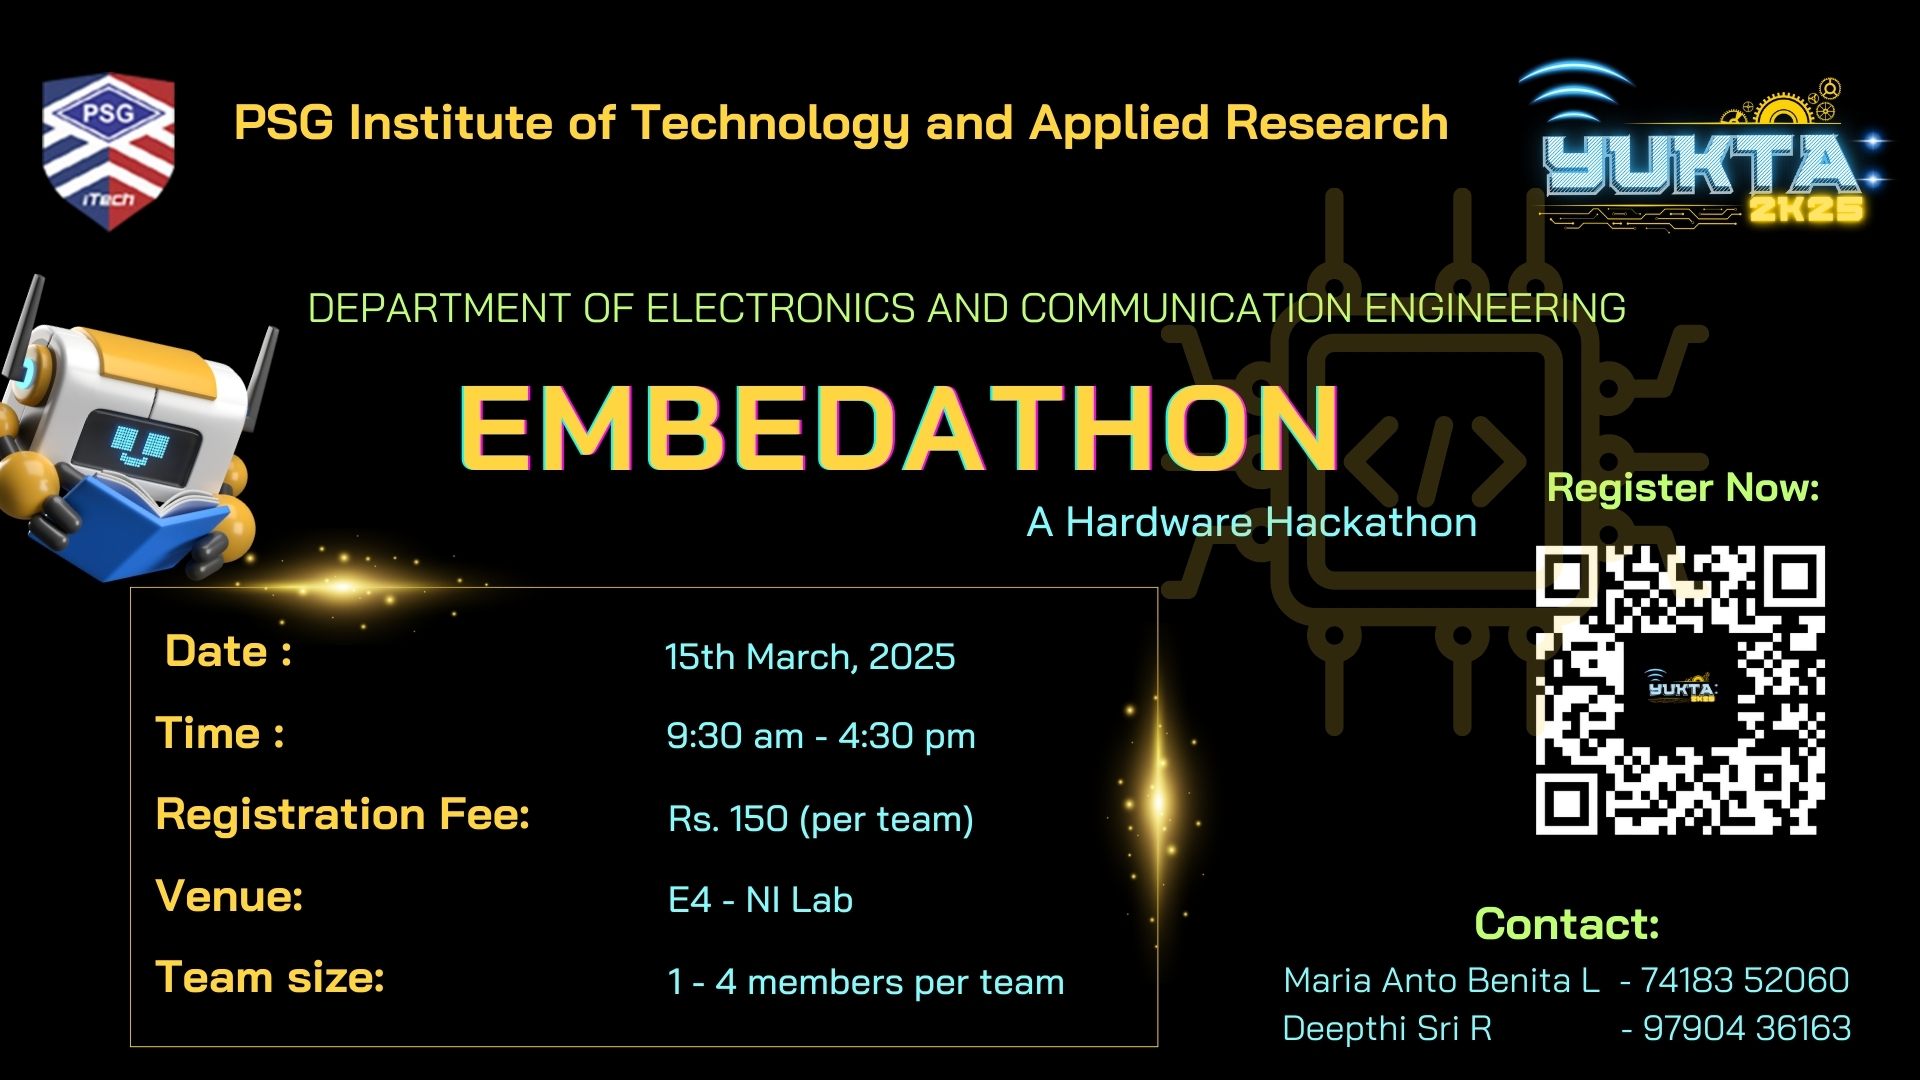 PSG
iTech
PSG Institute of Technology and Applied Research
YUKTA
2K25
DEPARTMENT OF ELECTRONICS AND COMMUNICATION ENGINEERING
EMBEDATHON
A Hardware Hackathon
Date : 15th March, 2025
Time : 9:30 am - 4:30 pm
Registration Fee: Rs. 150 (per team)
Venue: E4 - NI Lab
Team size: 1 - 4 members per team
Register Now:
YUKTA
2K25
Contact:
Maria Anto Benita L - 74183 52060
Deepthi Sri R - 97904 36163